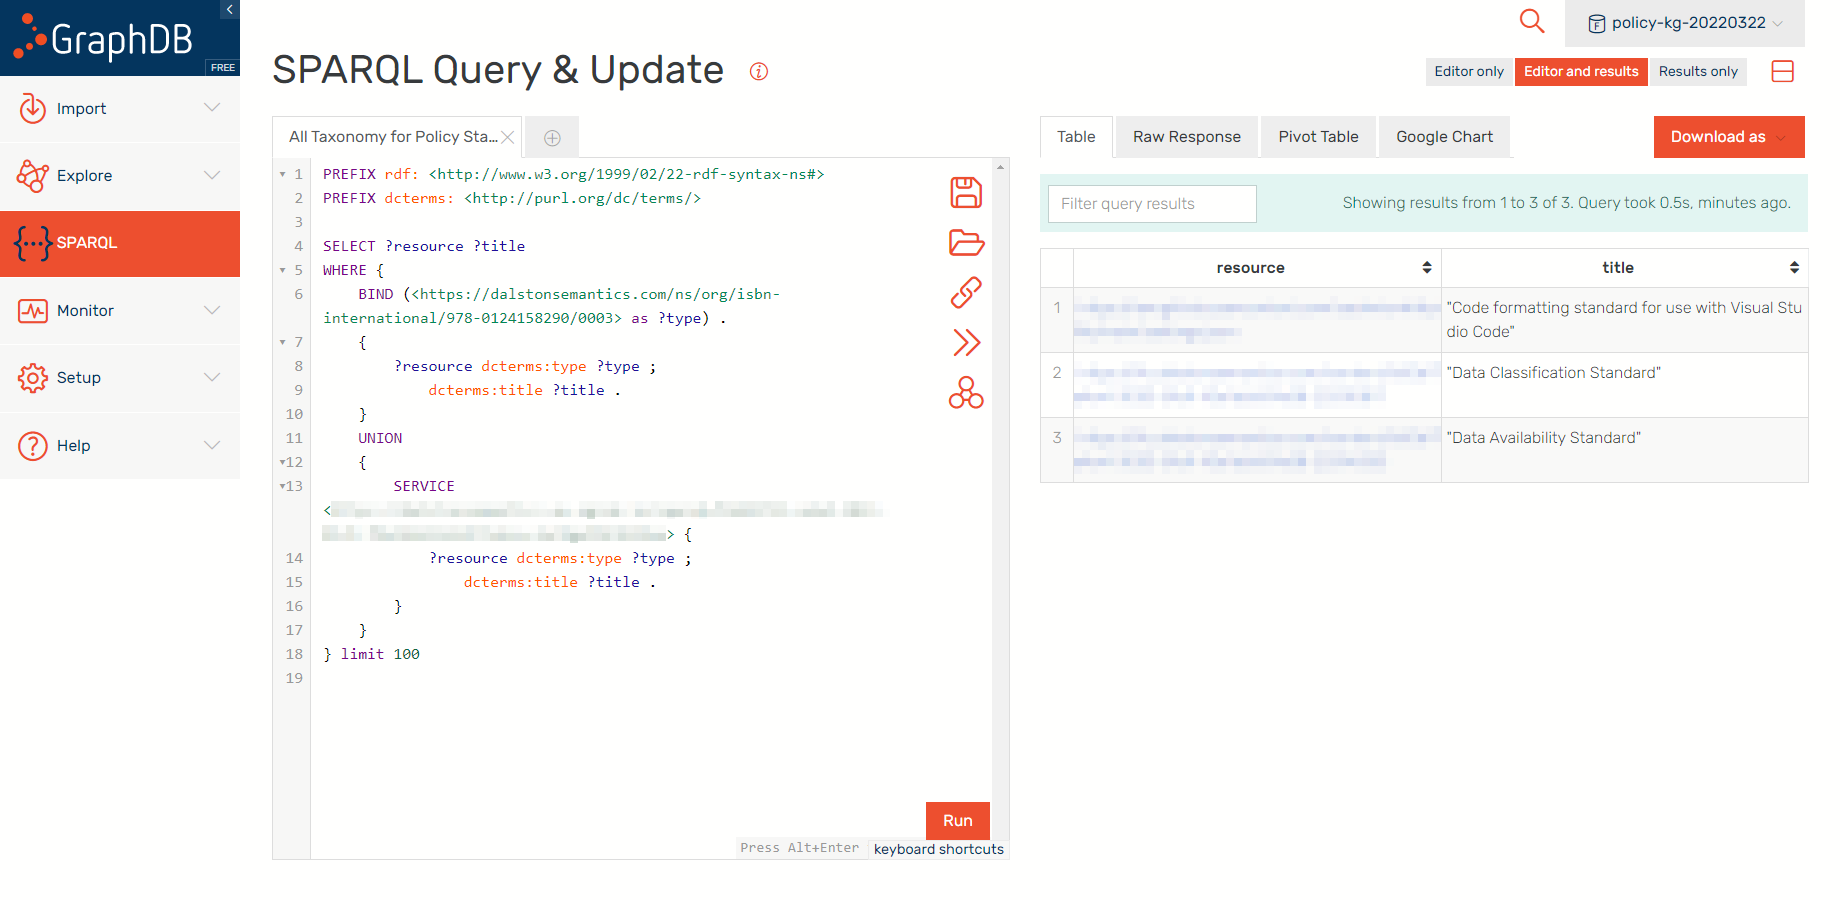 GraphDB
FREE
Import
Explore
SPARQL
Monitor
Setup
Help
policy-kg-20220322
SPARQL Query & Update
Editor only
Editor and results
Results only
All Taxonomy for Policy Sta...
1 PREFIX rdf: <http://www.w3.org/1999/02/22-rdf-syntax-ns#>
2 PREFIX dcterms: <http://purl.org/dc/terms/>
3
4 SELECT ?resource ?title
5 WHERE {
6 BIND (<https://dalstonsemantics.com/ns/org/isbn-
international/978-0124158290/0003> as ?type) .
7 {
8 ?resource dcterms:type ?type ;
9 dcterms:title ?title .
10 }
11 UNION
12 {
13 SERVICE
<
> {
14 ?resource dcterms:type ?type ;
15 dcterms:title ?title .
16 }
17 }
18 } limit 100
19
Run
Press Alt+Enter
keyboard shortcuts
Table
Raw Response
Pivot Table
Google Chart
Download as
Filter query results
Showing results from 1 to 3 of 3. Query took 0.5s, minutes ago.
resource title
1 "Code formatting standard for use with Visual Stu
dio Code"
2 "Data Classification Standard"
3 "Data Availability Standard"